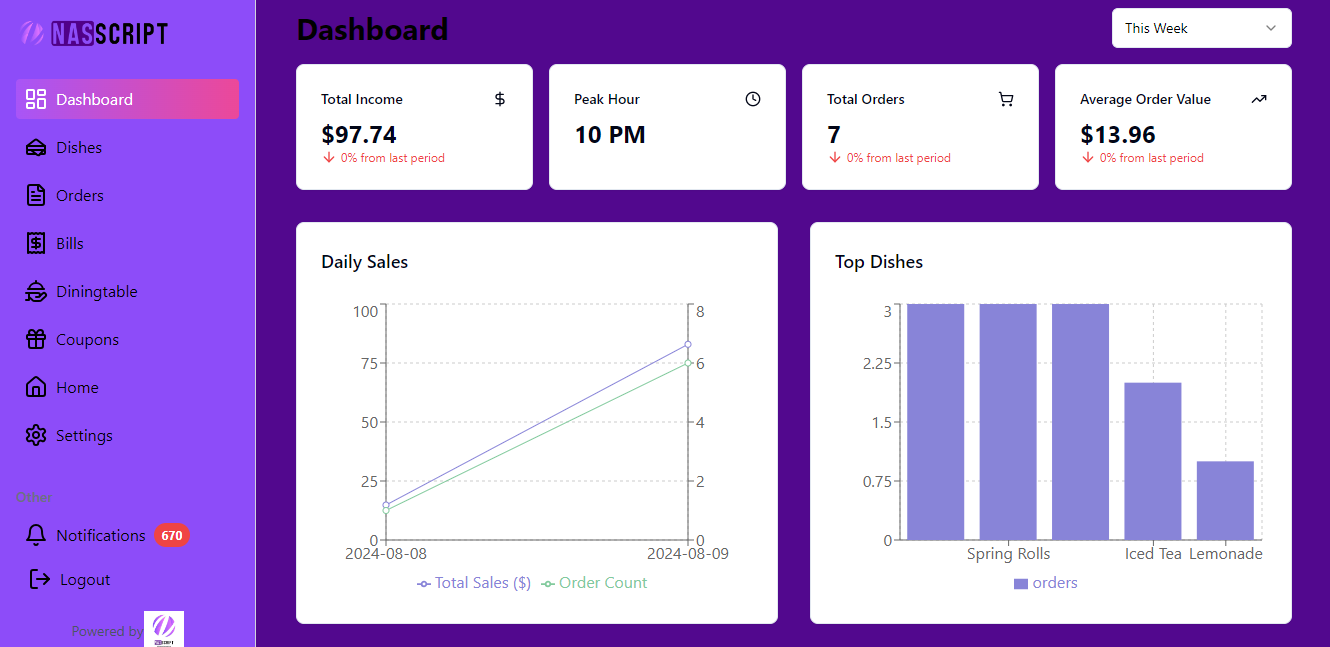 NASSCRIPT
Dashboard
Dishes
Orders
Bills
Diningtable
Coupons
Home
Settings
Other
Notifications 670
Logout
Powered by
Dashboard
This Week
Total Income
$97.74
0% from last period
Peak Hour
10 PM
Total Orders
7
0% from last period
Average Order Value
$13.96
0% from last period
Daily Sales
100
75
50
25
0
8
6
4
2
0
2024-08-08
2024-08-09
Total Sales ($)
Order Count
Top Dishes
3
2.25
1.5
0.75
0
Spring Rolls
Iced Tea
Lemonade
orders